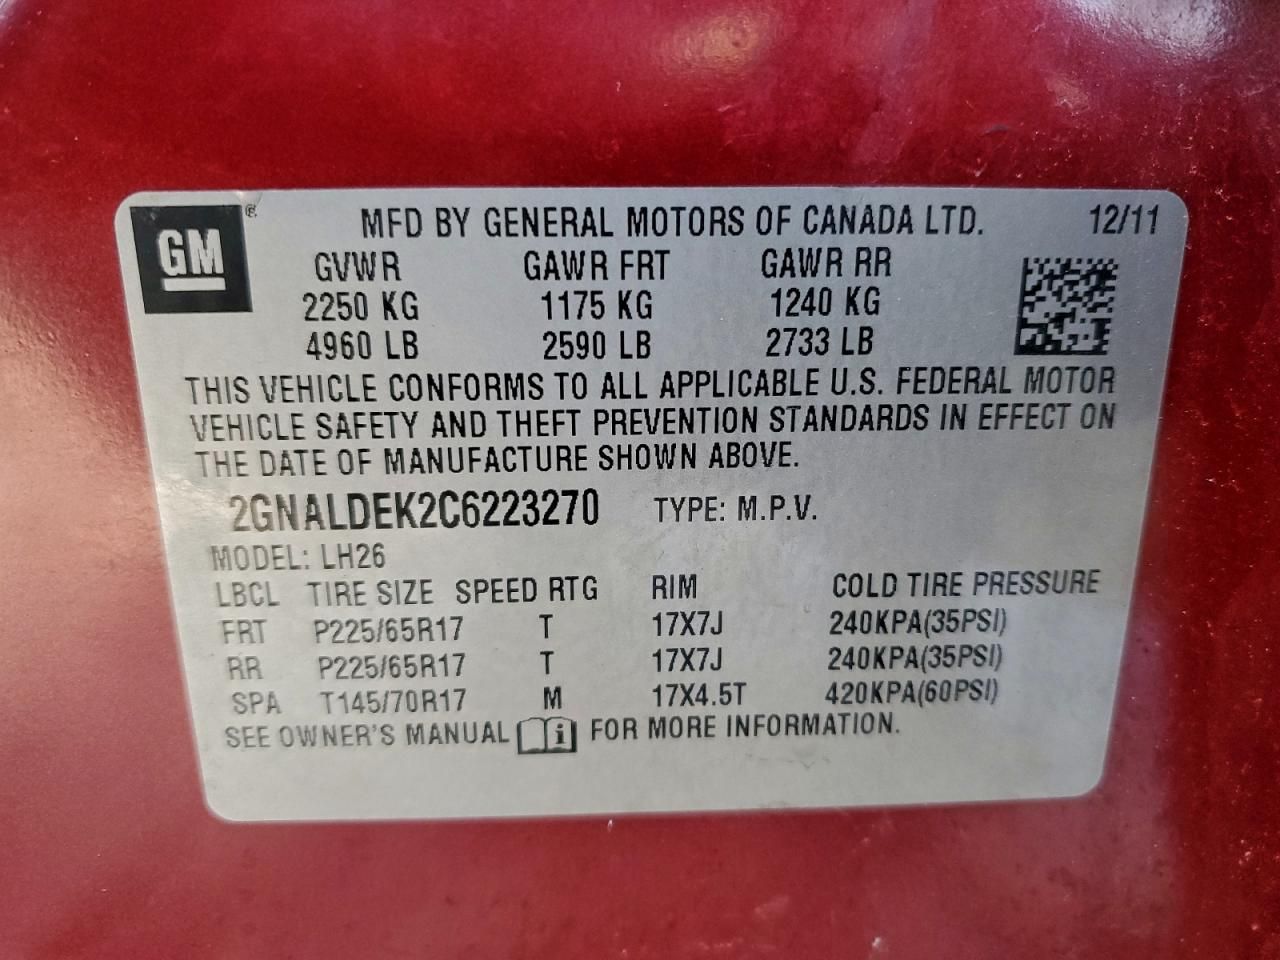 GM ® MFD BY GENERAL MOTORS OF CANADA LTD. 12/11
GVWR GAWR FRT GAWR RR
2250 KG 1175 KG 1240 KG
4960 LB 2590 LB 2733 LB
THIS VEHICLE CONFORMS TO ALL APPLICABLE U.S. FEDERAL MOTOR
VEHICLE SAFETY AND THEFT PREVENTION STANDARDS IN EFFECT ON
THE DATE OF MANUFACTURE SHOWN ABOVE.
2GNALDEK2C6223270 TYPE: M.P.V.
MODEL: LH26
LBCL TIRE SIZE SPEED RTG RIM COLD TIRE PRESSURE
FRT P225/65R17 T 17X7J 240KPA(35PSI)
RR P225/65R17 T 17X7J 240KPA(35PSI)
SPA T145/70R17 M 17X4.5T 420KPA(60PSI)
SEE OWNER'S MANUAL i FOR MORE INFORMATION.